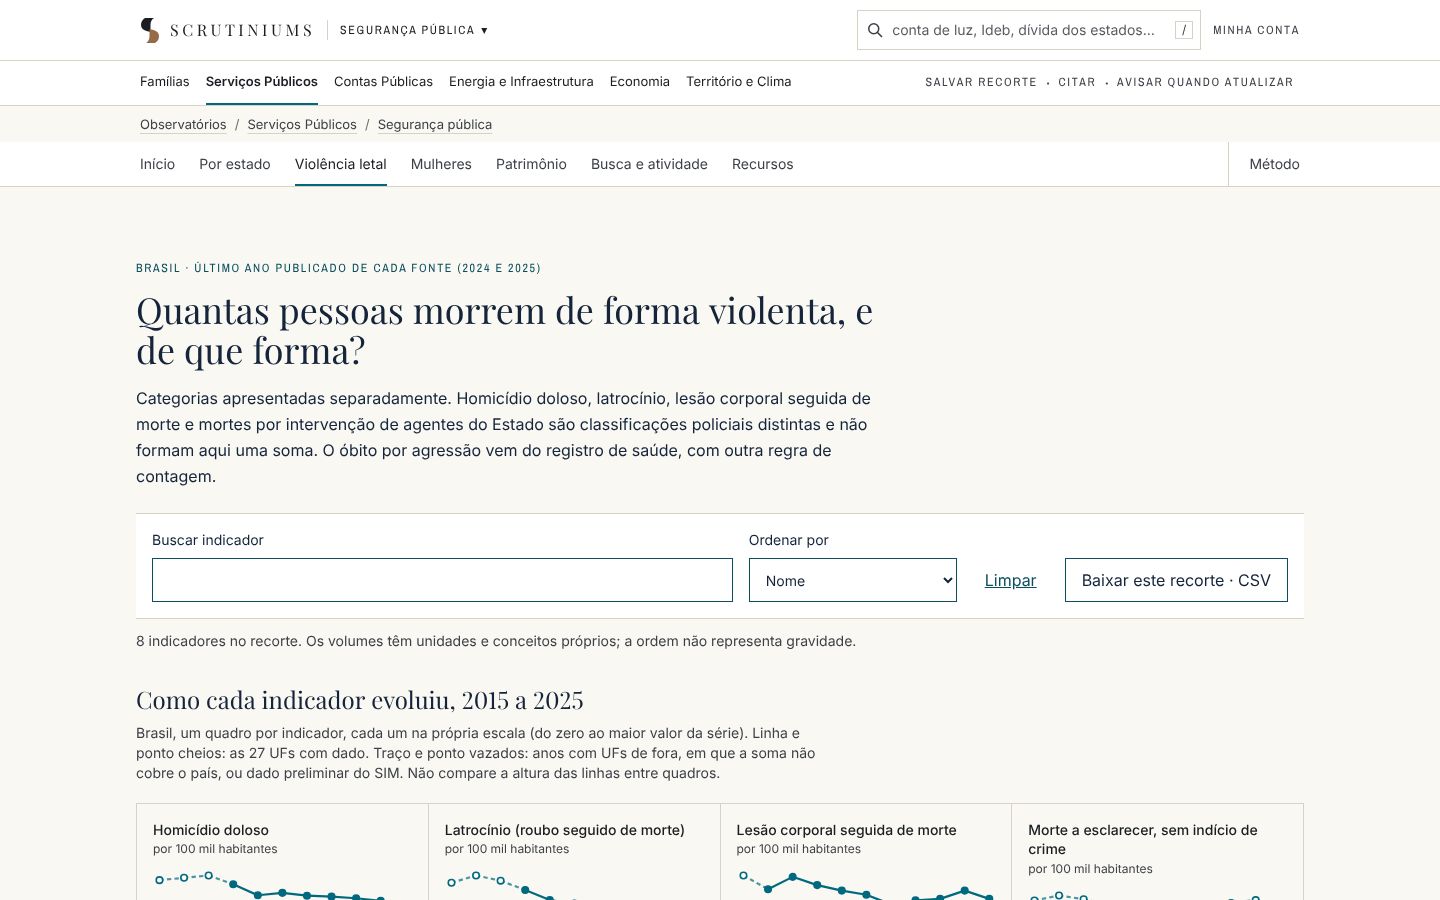 SCRUTINIUMS
SEGURANÇA PÚBLICA ▾
conta de luz, Ideb, dívida dos estados... /
MINHA CONTA
Famílias Serviços Públicos Contas Públicas Energia e Infraestrutura Economia Território e Clima
SALVAR RECORTE · CITAR · AVISAR QUANDO ATUALIZAR
Observatórios / Serviços Públicos / Segurança pública
Início Por estado Violência letal Mulheres Patrimônio Busca e atividade Recursos Método
BRASIL · ÚLTIMO ANO PUBLICADO DE CADA FONTE (2024 E 2025)
Quantas pessoas morrem de forma violenta, e
de que forma?
Categorias apresentadas separadamente. Homicídio doloso, latrocínio, lesão corporal seguida de
morte e mortes por intervenção de agentes do Estado são classificações policiais distintas e não
formam aqui uma soma. O óbito por agressão vem do registro de saúde, com outra regra de
contagem.
Buscar indicador
Ordenar por
Nome
Limpar
Baixar este recorte · CSV
8 indicadores no recorte. Os volumes têm unidades e conceitos próprios; a ordem não representa gravidade.
Como cada indicador evoluiu, 2015 a 2025
Brasil, um quadro por indicador, cada um na própria escala (do zero ao maior valor da série). Linha e
ponto cheios: as 27 UFs com dado. Traço e ponto vazados: anos com UFs de fora, em que a soma não
cobre o país, ou dado preliminar do SIM. Não compare a altura das linhas entre quadros.
Homicídio doloso
por 100 mil habitantes
Latrocínio (roubo seguido de morte)
por 100 mil habitantes
Lesão corporal seguida de morte
por 100 mil habitantes
Morte a esclarecer, sem indício de
crime
por 100 mil habitantes